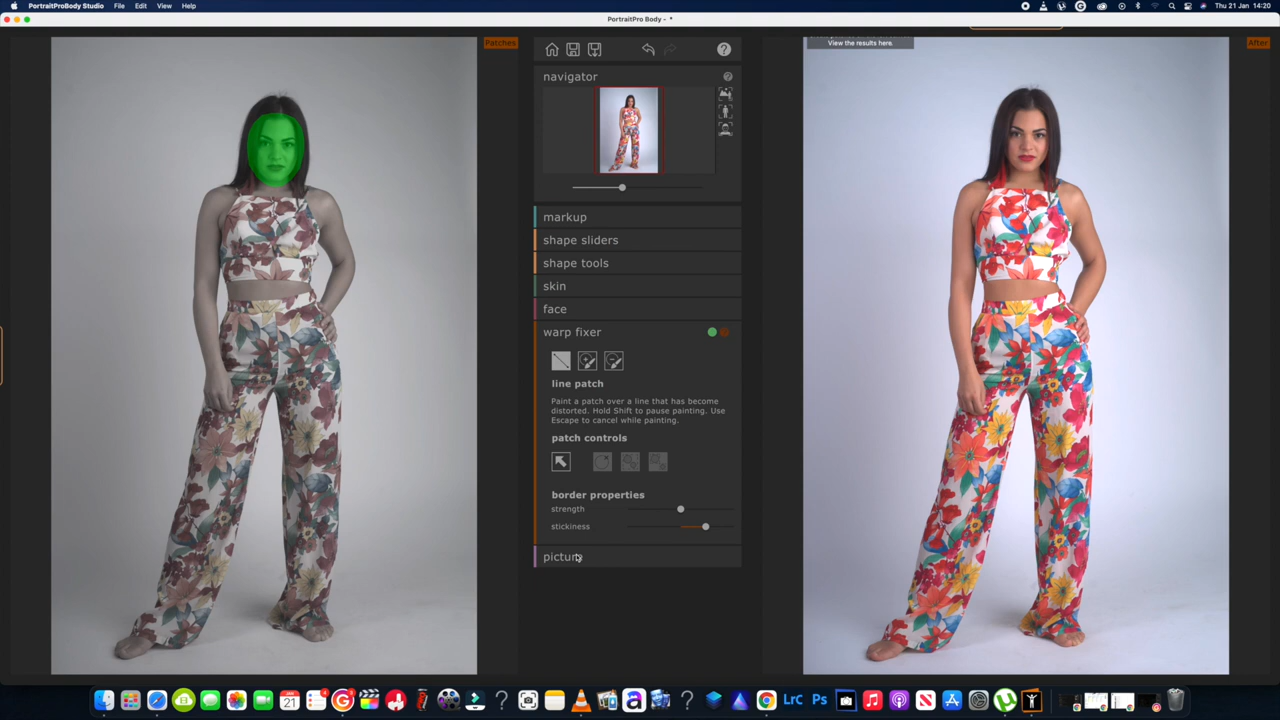 PortraitProBody Studio File Edit View Help
Thu 21 Jan 14:20
PortraitPro Body - *
Patches
View the results here.
After
navigator
markup
shape sliders
shape tools
skin
face
warp fixer
line patch
Paint a patch over a line that has become
distorted. Hold Shift to pause painting. Use
Escape to cancel while painting.
patch controls
border properties
strength
stickiness
picture
LrC Ps